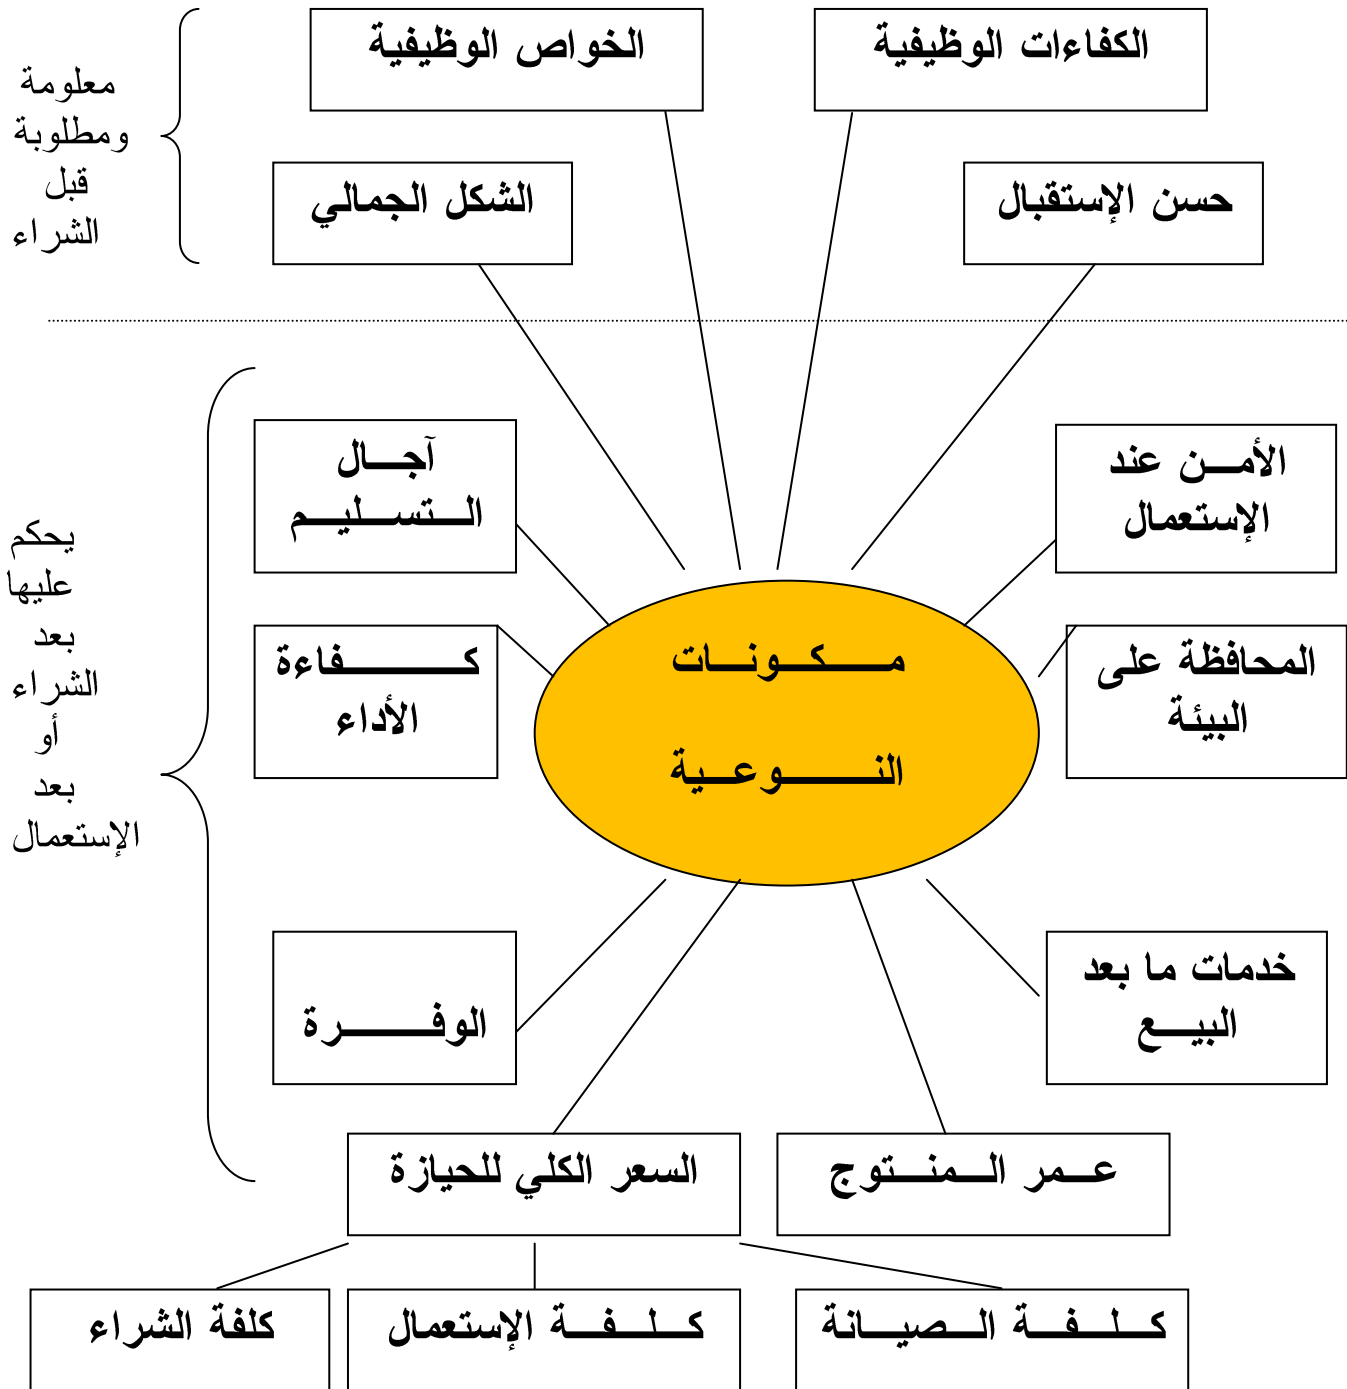 الكفاءات الوظيفية
الخواص الوظيفية
معلومة
ومطلوبة
قبل
الشراء
حسن الإستقبال
الشكل الجمالي
الأمن عند
الإستعمال
آجال
التسليم
يحكم
عليها
بعد
الشراء
أو
بعد
الإستعمال
المحافظة على
البيئة
مكونات
النوعية
كفاءة
الأداء
خدمات ما بعد
البيع
الوفرة
عمر المنتوج
السعر الكلي للحيازة
كلفة الصيانة
كلفة الإستعمال
كلفة الشراء